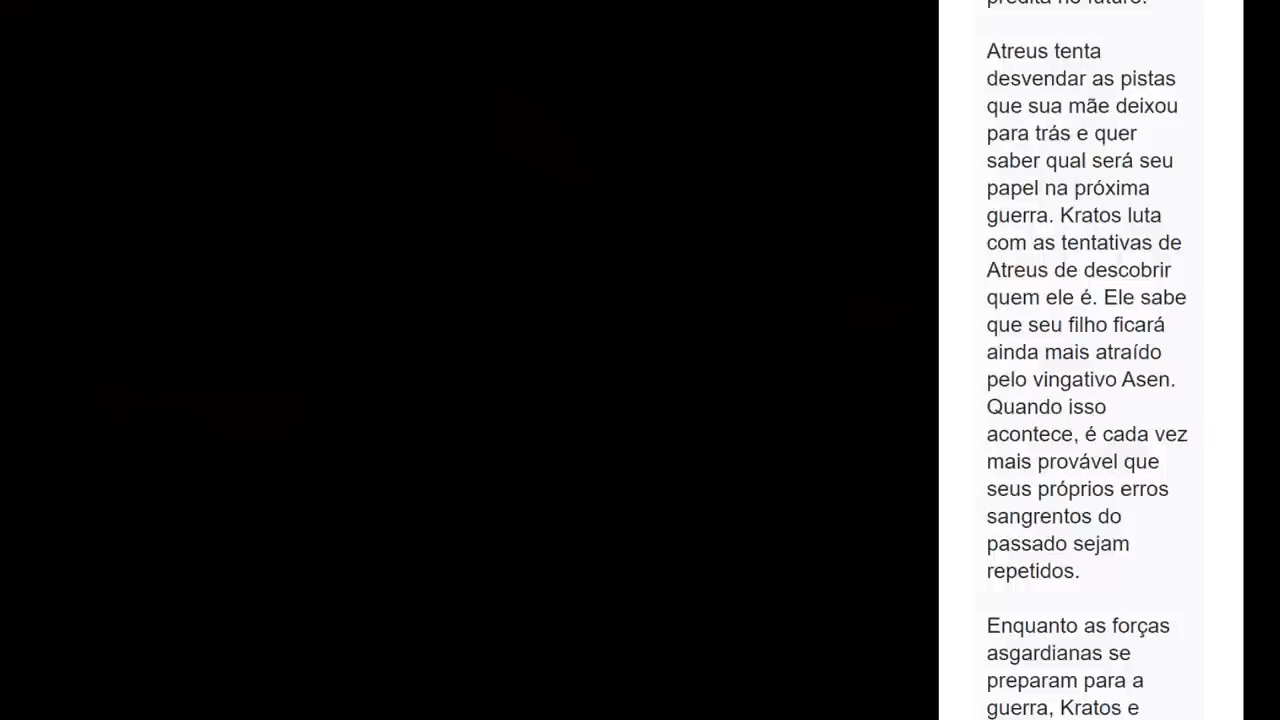 predita no futuro.
Atreus tenta
desvendar as pistas
que sua mãe deixou
para trás e quer
saber qual será seu
papel na próxima
guerra. Kratos luta
com as tentativas de
Atreus de descobrir
quem ele é. Ele sabe
que seu filho ficará
ainda mais atraído
pelo vingativo Asen.
Quando isso
acontece, é cada vez
mais provável que
seus próprios erros
sangrentos do
passado sejam
repetidos.
Enquanto as forças
asgardianas se
preparam para a
guerra, Kratos e